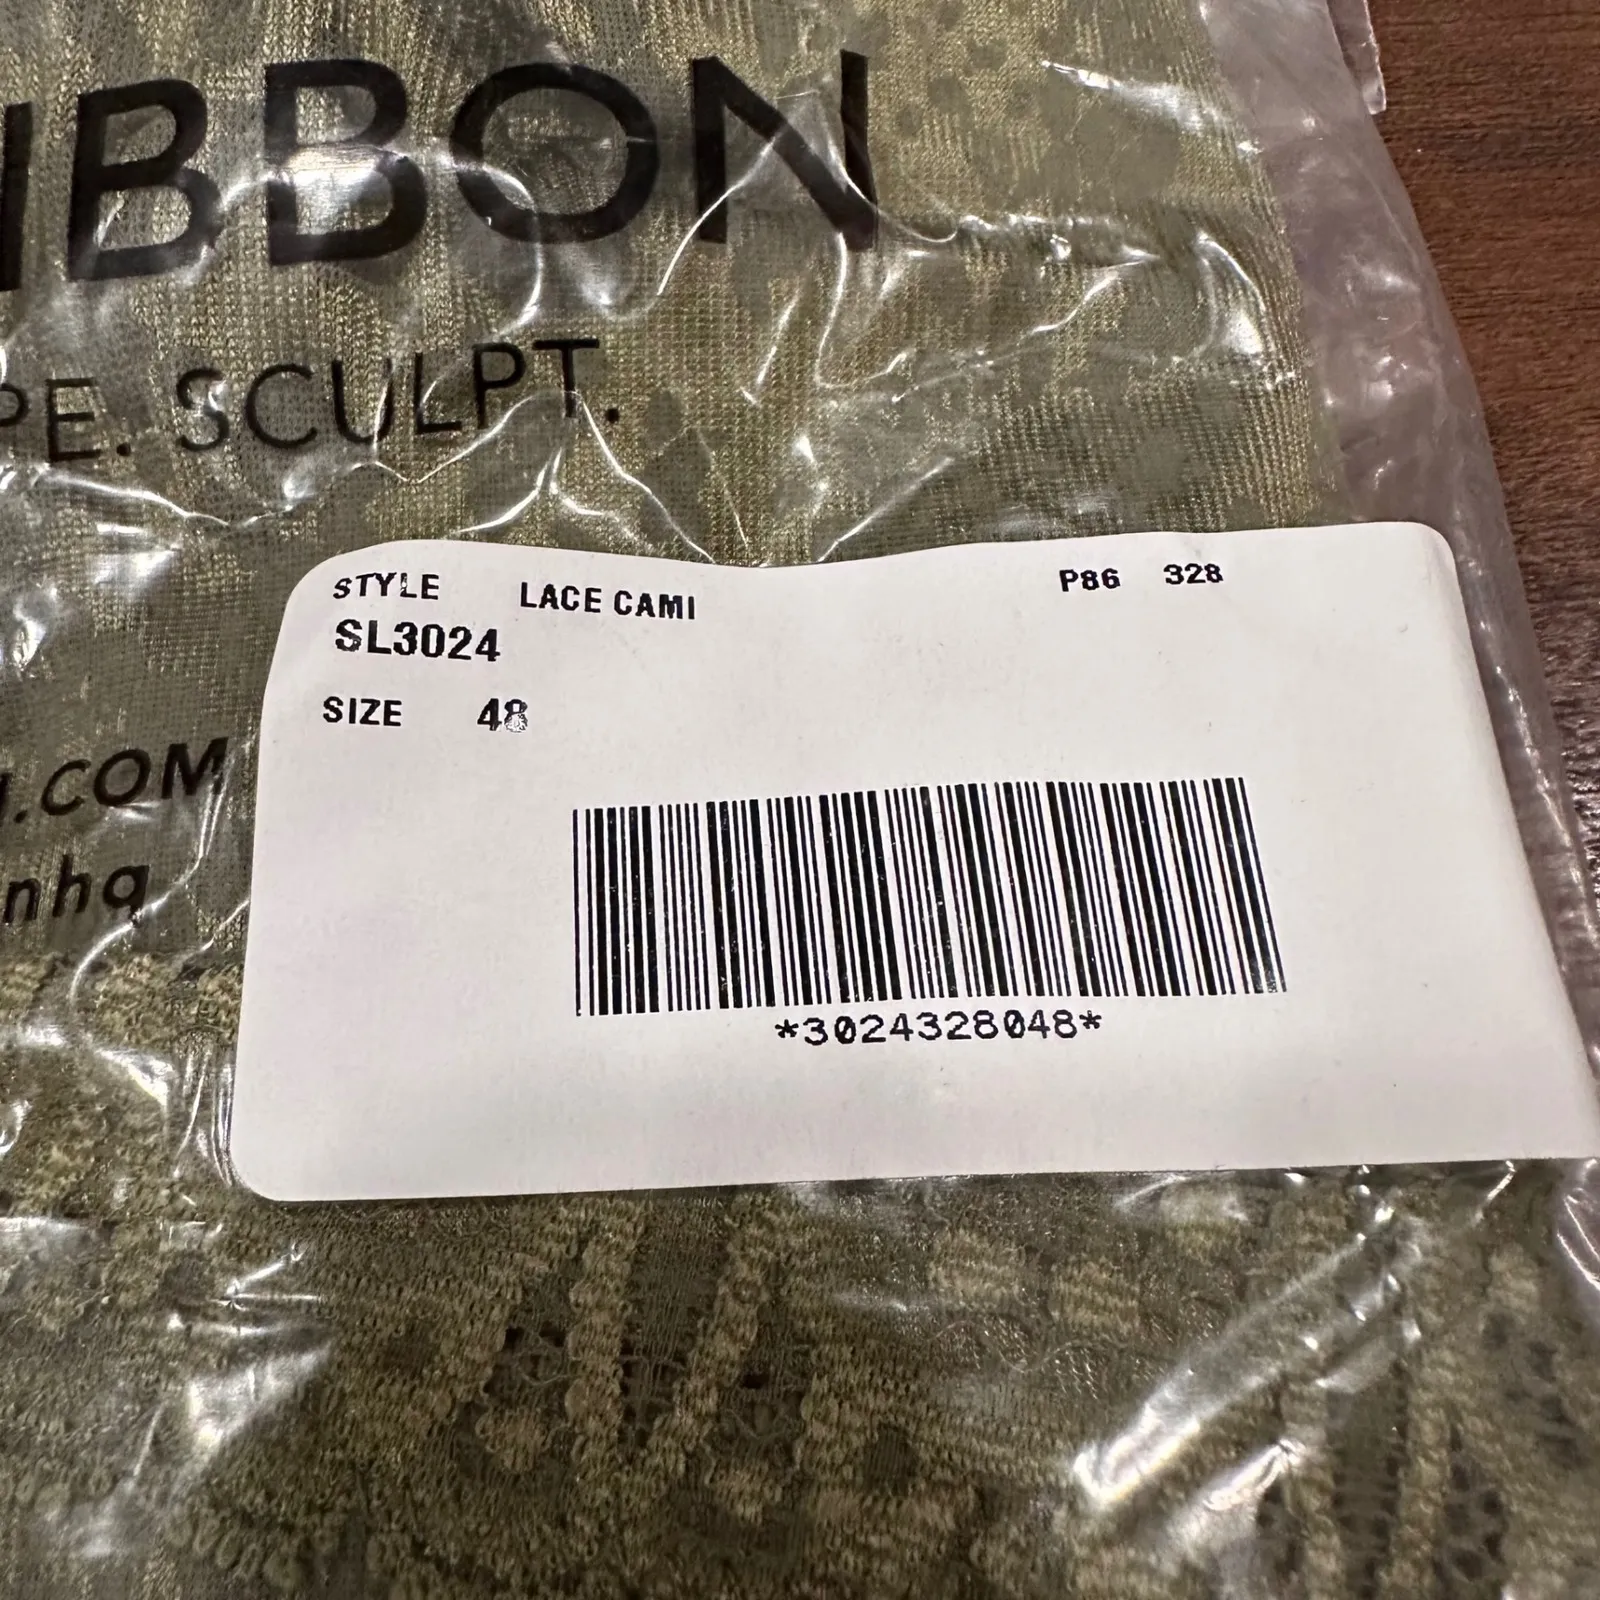 IBBON
PE. SCULPT.
STYLE LACE CAMI P86 328
SL3024
SIZE 48
.COM
nhq
*3024328048*